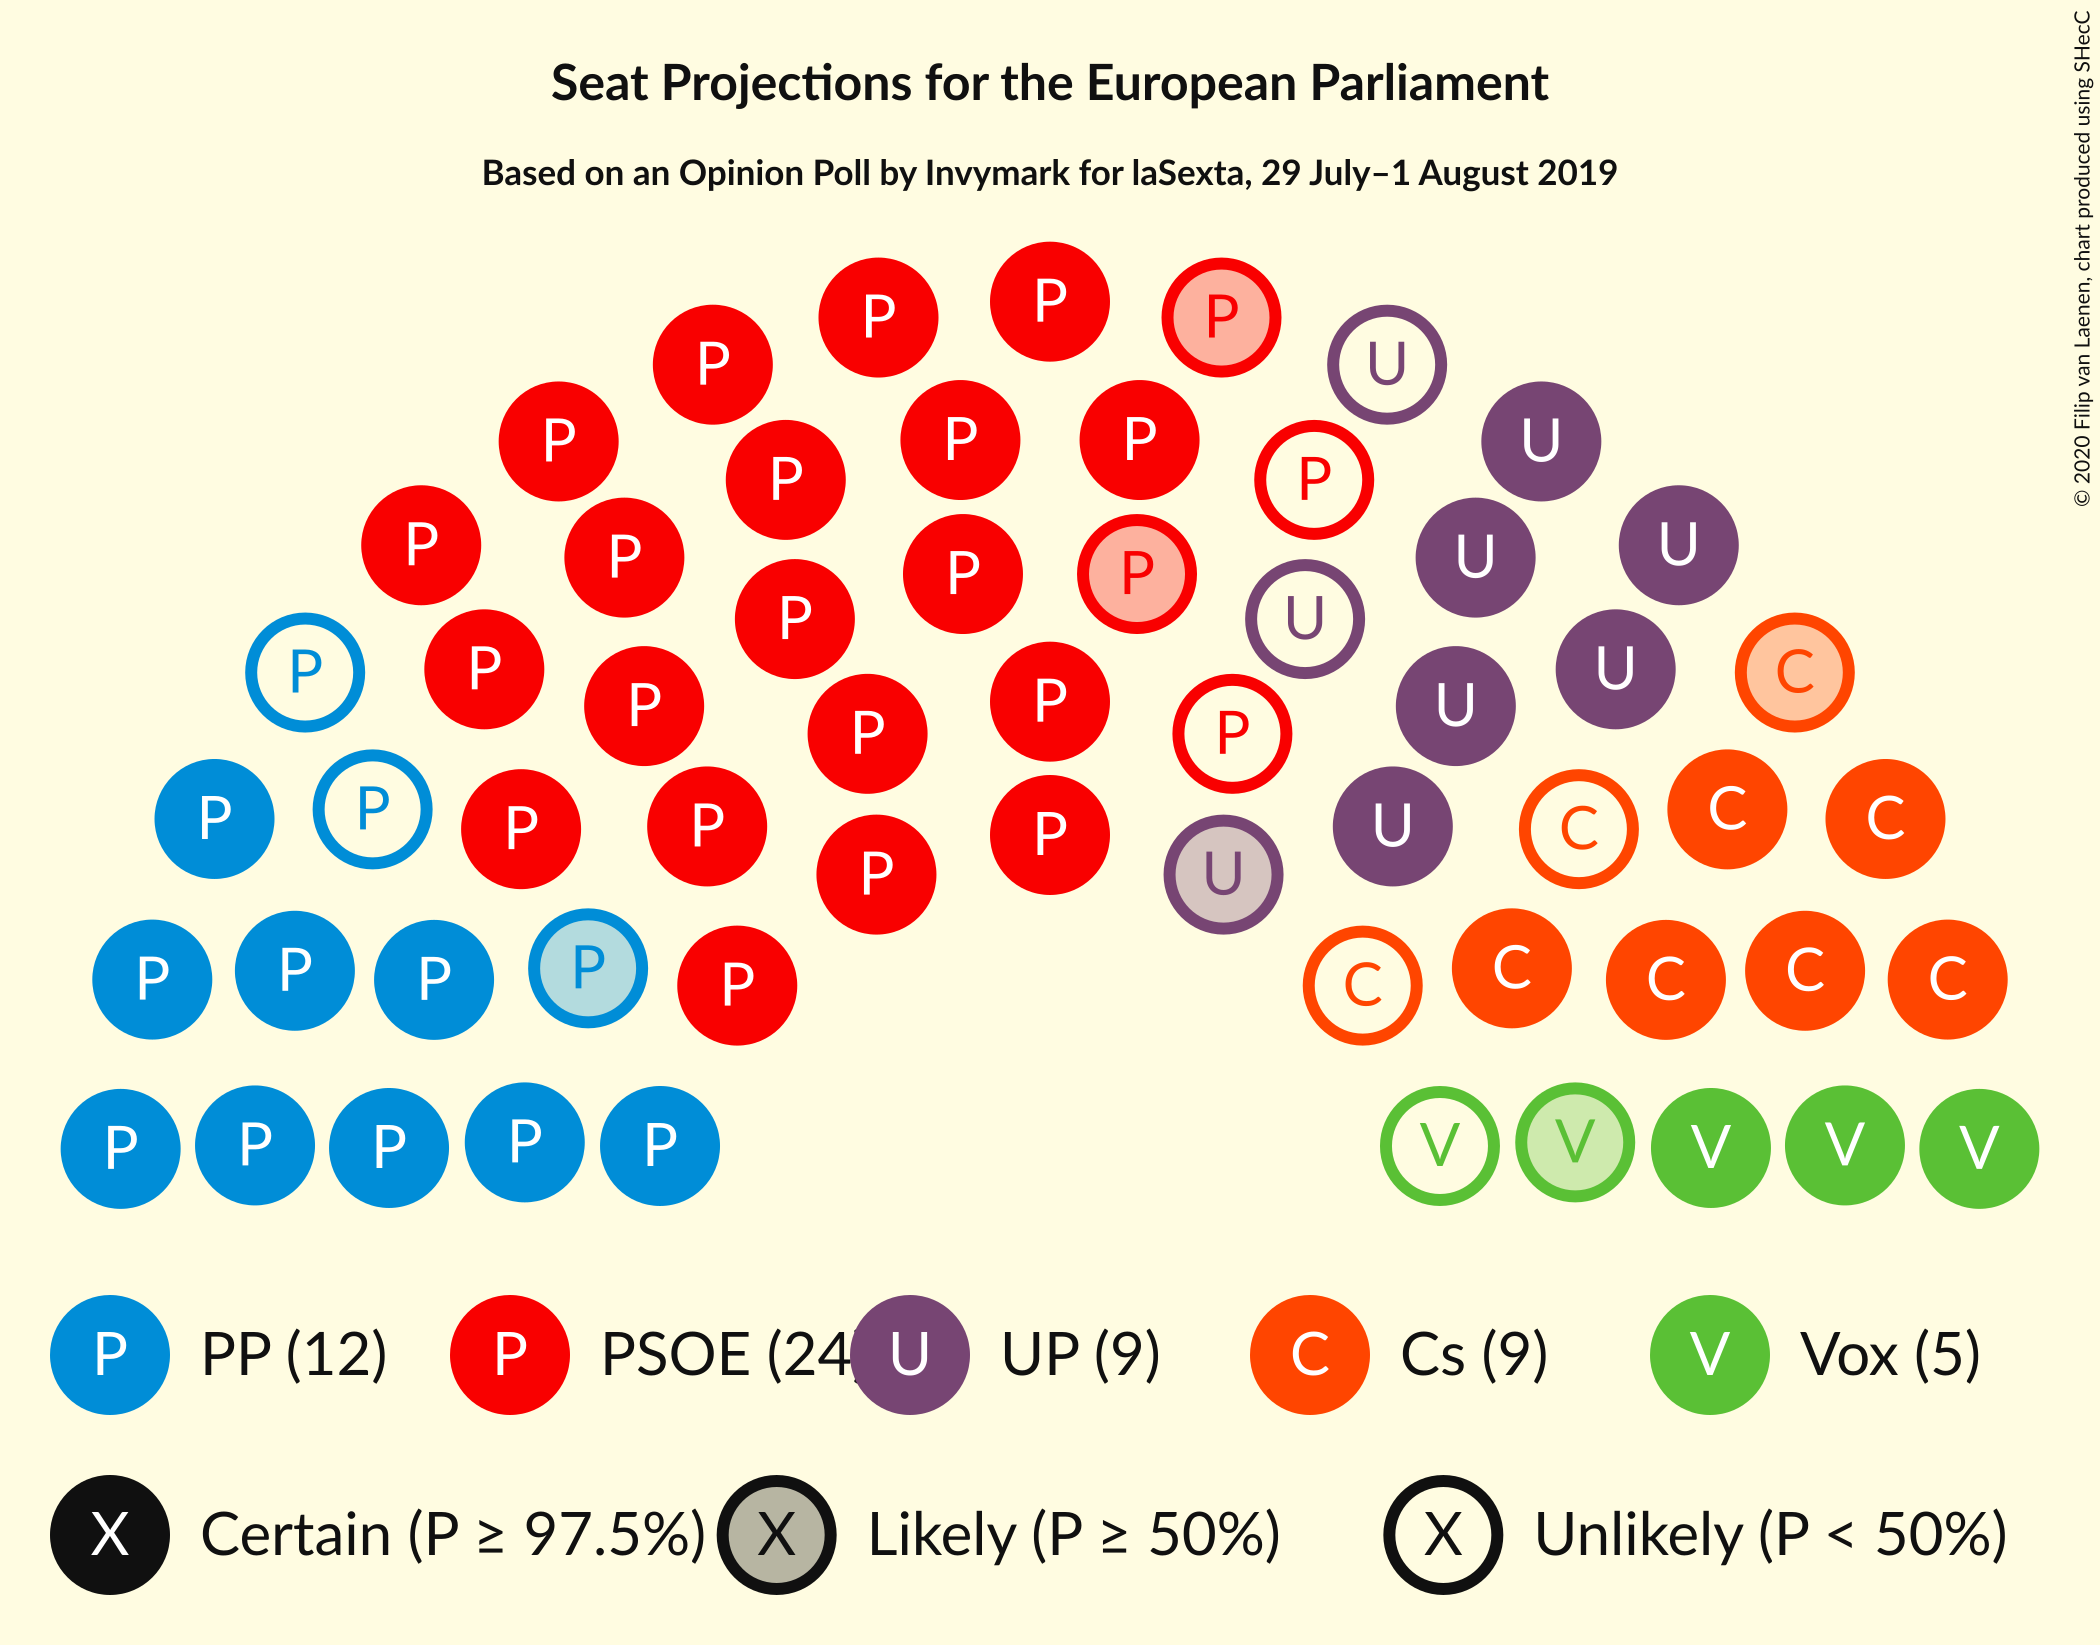 Seat Projections for the European Parliament
Based on an Opinion Poll by Invymark for laSexta, 29 July–1 August 2019
© 2020 Filip van Laenen, chart produced using SHecC
P P P
P U
P P P U
P P
P P P P U U
P U
P P P P U U C
P P
P P P P P U C C C
P U
P P P P P C C C C C
P P P P P V V V V V
P PP (12) P PSOE (24) U UP (9) C Cs (9) V Vox (5)
X Certain (P ≥ 97.5%) X Likely (P ≥ 50%) X Unlikely (P < 50%)